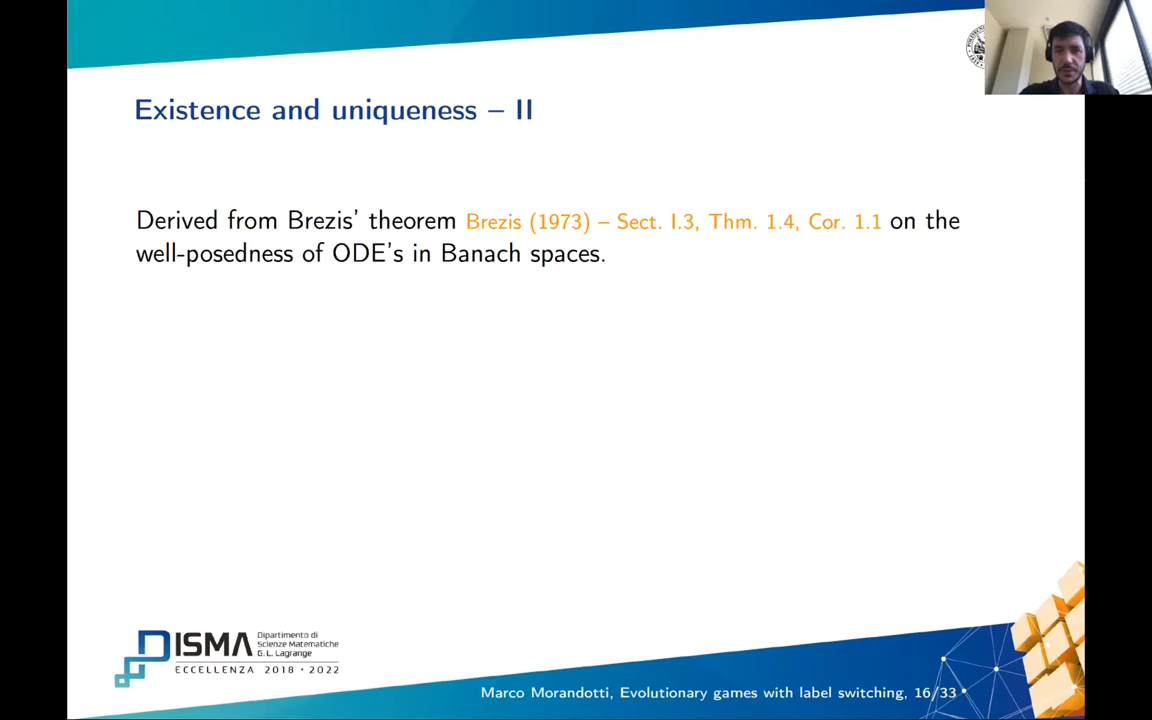 Existence and uniqueness – II
Derived from Brezis' theorem Brezis (1973) – Sect. I.3, Thm. 1.4, Cor. 1.1 on the
well-posedness of ODE's in Banach spaces.
DISMA
Dipartimento di
Scienze Matematiche
G. L. Lagrange
ECCELLENZA 2018 · 2022
Marco Morandotti, Evolutionary games with label switching, 16/33